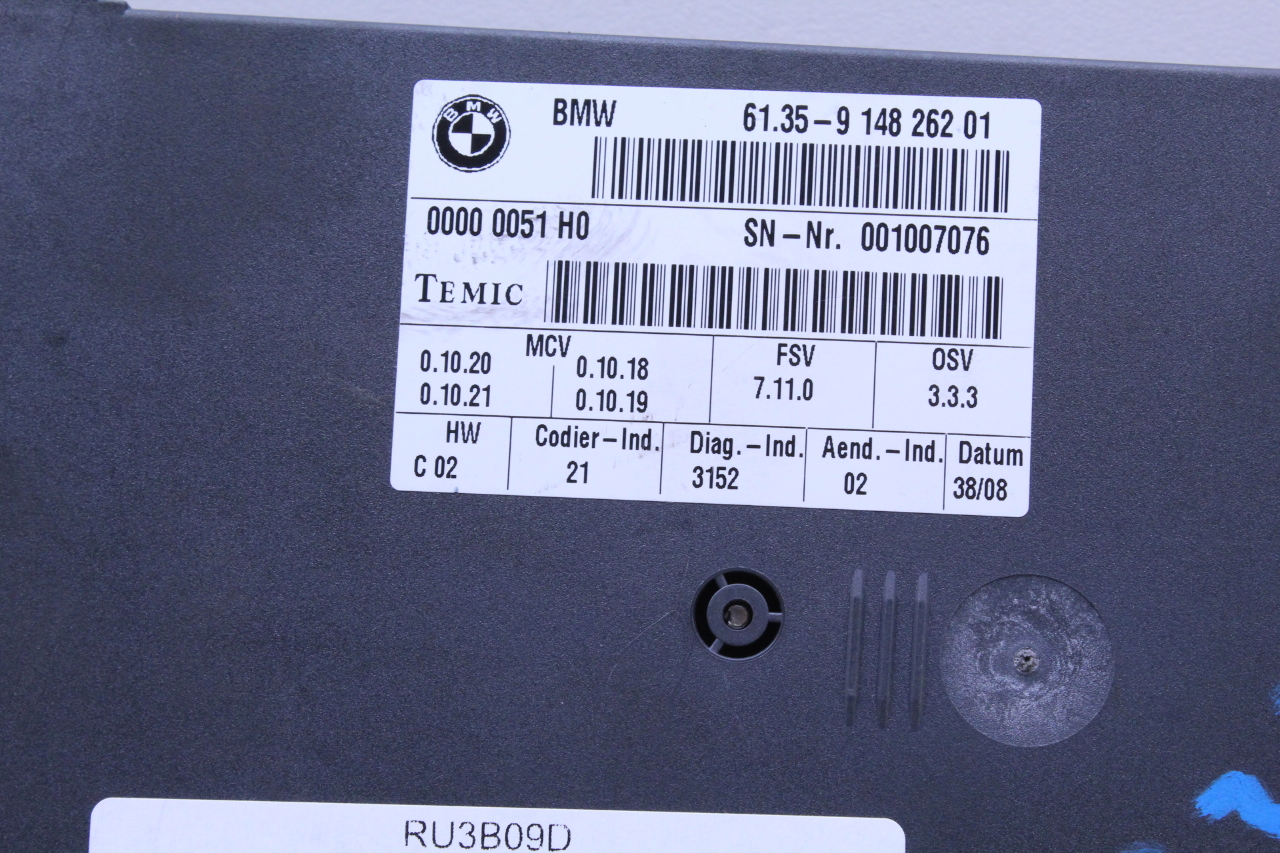 BMW BMW 61.35-9 148 262 01
0000 0051 H0 SN-Nr. 001007076
TEMIC
MCV FSV OSV
0.10.20 0.10.18 7.11.0 3.3.3
0.10.21 0.10.19
HW Codier-Ind. Diag.-Ind. Aend.-Ind. Datum
C 02 21 3152 02 38/08
RU3B09D